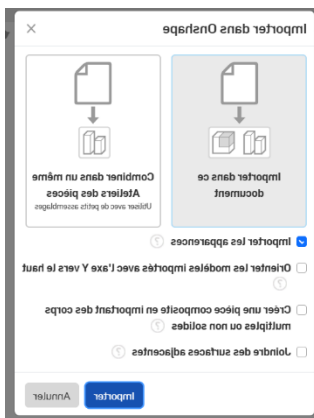 Importer dans Onshape
Importer dans ce
document
Combiner dans un même
Ateliers des pièces
Utiliser avec de petits assemblages
Importer les apparences
Orienter les modèles importés avec l'axe Y vers le haut
Créer une pièce composite en important des corps
multiples ou non solides
Joindre des surfaces adjacentes
Importer
Annuler